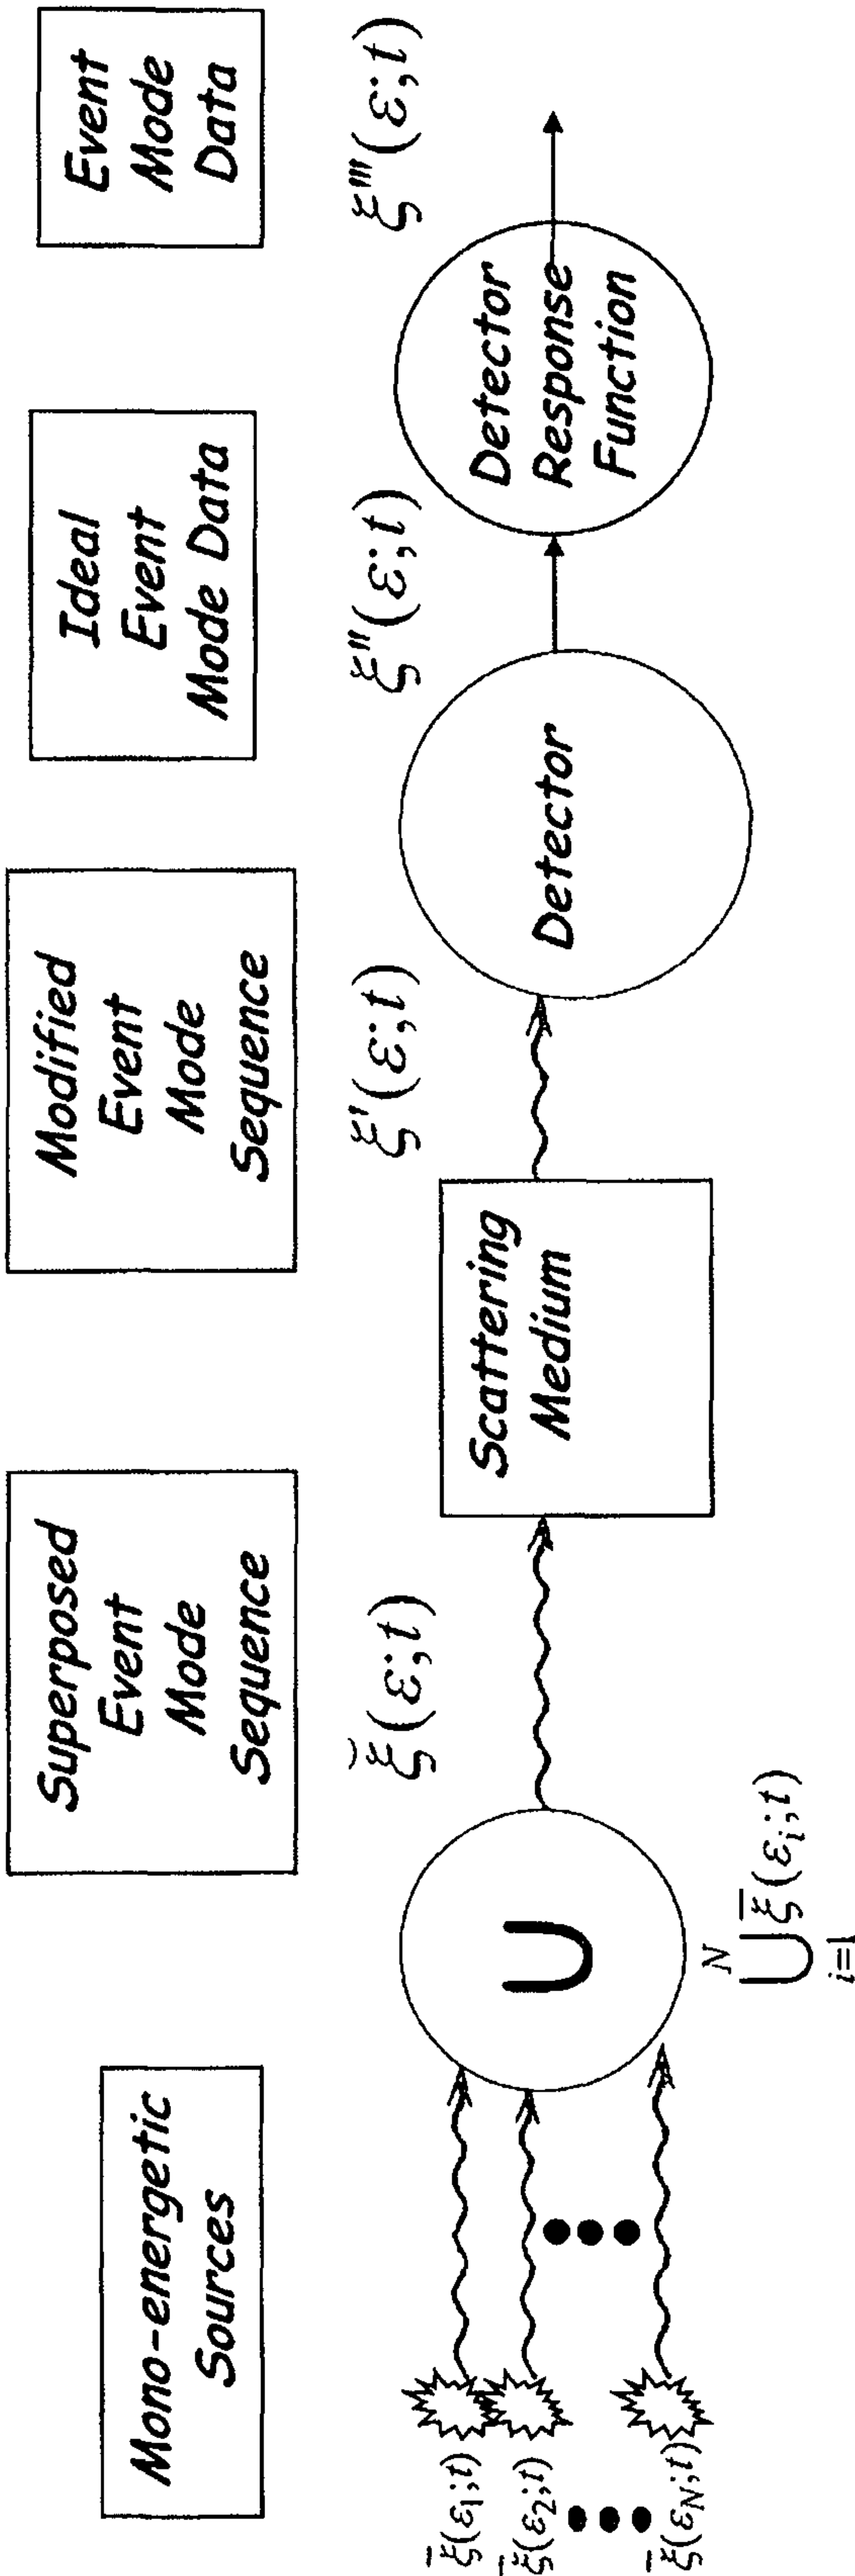 Mono-energetic
Sources
Superposed
Event
Mode
Sequence
Modified
Event
Mode
Sequence
Ideal
Event
Mode Data
Event
Mode
Data
ξ̆(ε;t)
ξ'(ε;t)
ξ''(ε;t)
ξ'''(ε;t)
ξ̅(ε₁;t)
ξ̅(ε₂;t)
ξ̅(ε_N;t)
∪
N
⋃ ξ̅(εᵢ;t)
i=1
Scattering
Medium
Detector
Detector
Response
Function